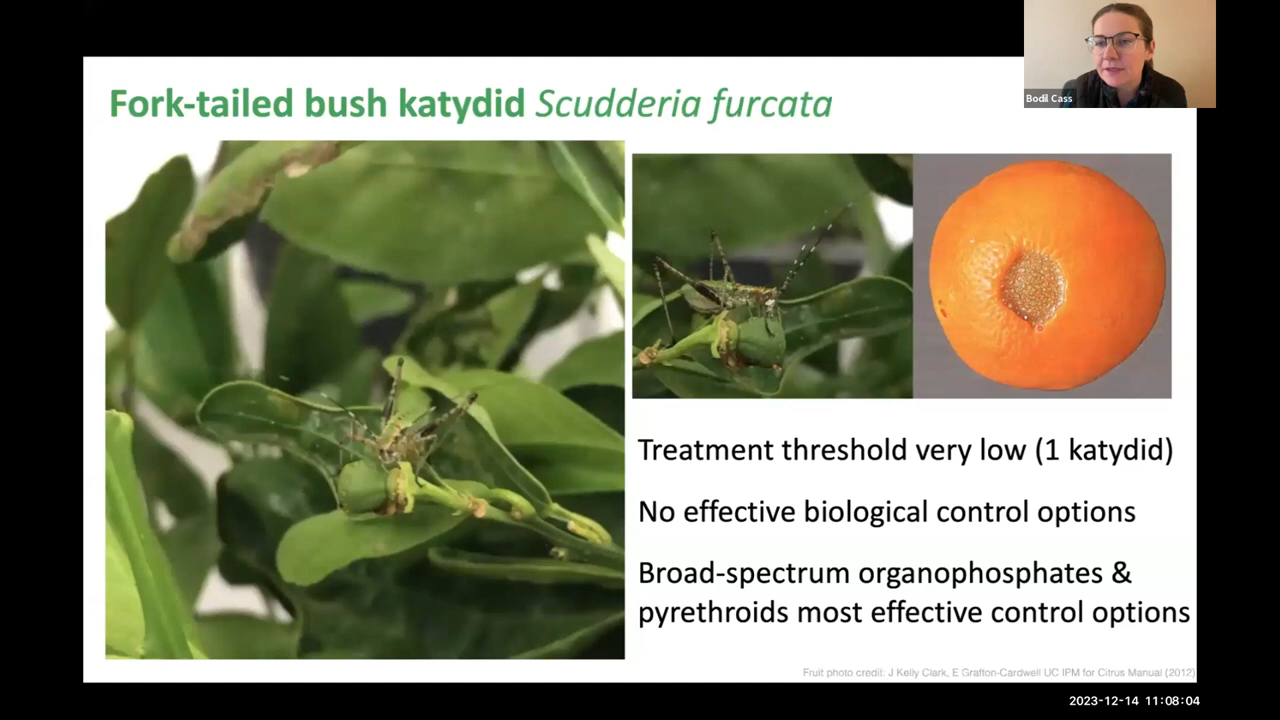 Bodil Cass
Fork-tailed bush katydid Scudderia furcata
Treatment threshold very low (1 katydid)
No effective biological control options
Broad-spectrum organophosphates &
pyrethroids most effective control options
Fruit photo credit: J Kelly Clark, E Grafton-Cardwell UC IPM for Citrus Manual (2012)
2023-12-14 11:08:04